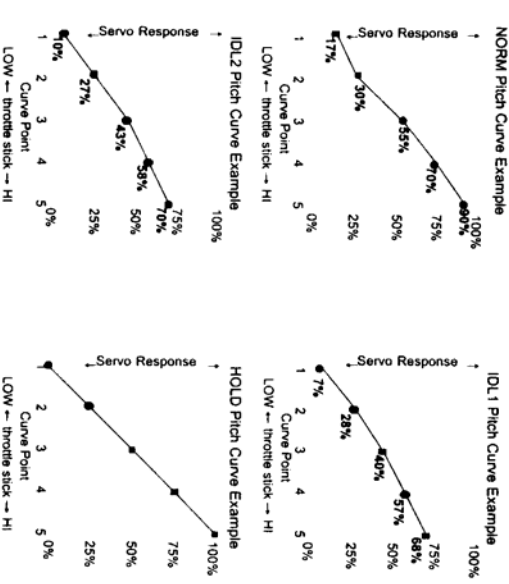 NORM Pitch Curve Example
← Servo Response →
100%
75%
50%
25%
0%
17%
30%
55%
70%
90%
1 2 3 4 5
Curve Point
LOW ← throttle stick → HI
IDL1 Pitch Curve Example
← Servo Response →
100%
75%
50%
25%
0%
7%
28%
40%
57%
68%
1 2 3 4 5
Curve Point
LOW ← throttle stick → HI
IDL2 Pitch Curve Example
← Servo Response →
100%
75%
50%
25%
0%
10%
27%
43%
58%
70%
1 2 3 4 5
Curve Point
LOW ← throttle stick → HI
HOLD Pitch Curve Example
← Servo Response →
100%
75%
50%
25%
0%
1 2 3 4 5
Curve Point
LOW ← throttle stick → HI